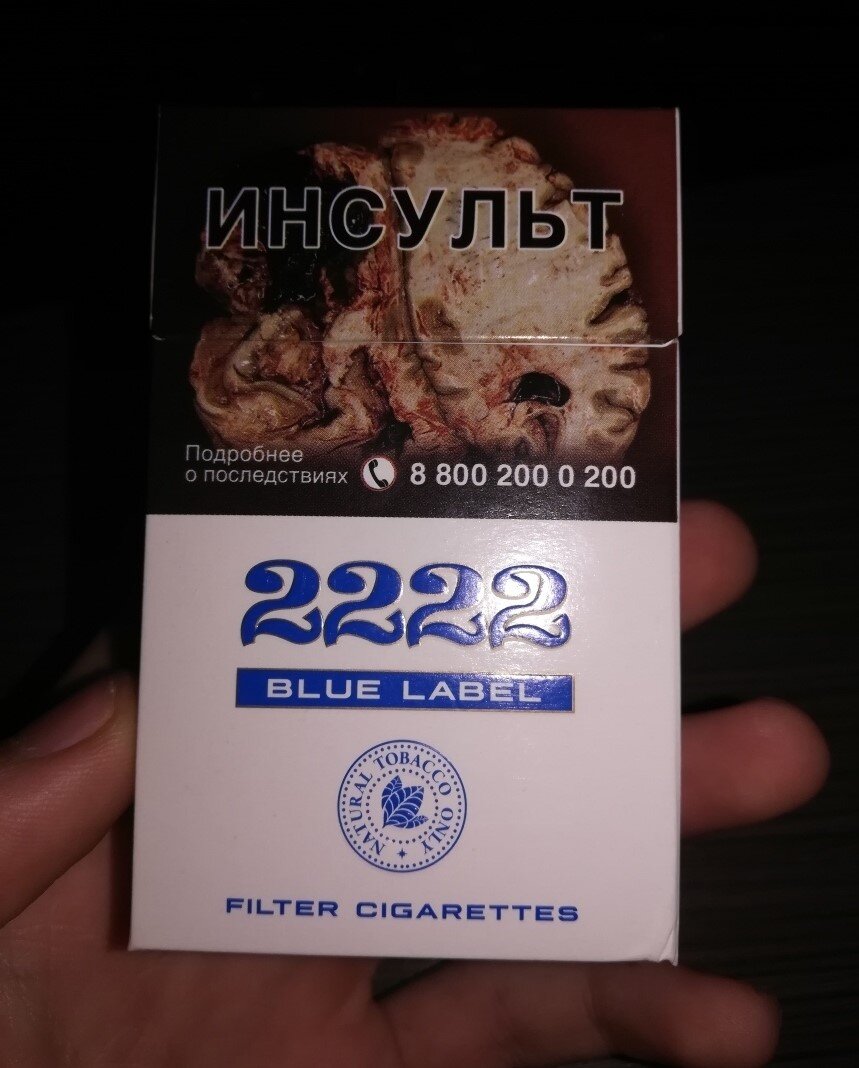 ИНСУЛЬТ
Подробнее
о последствиях 8 800 200 0 200
2222
BLUE LABEL
NATURAL TOBACCO ONLY
FILTER CIGARETTES